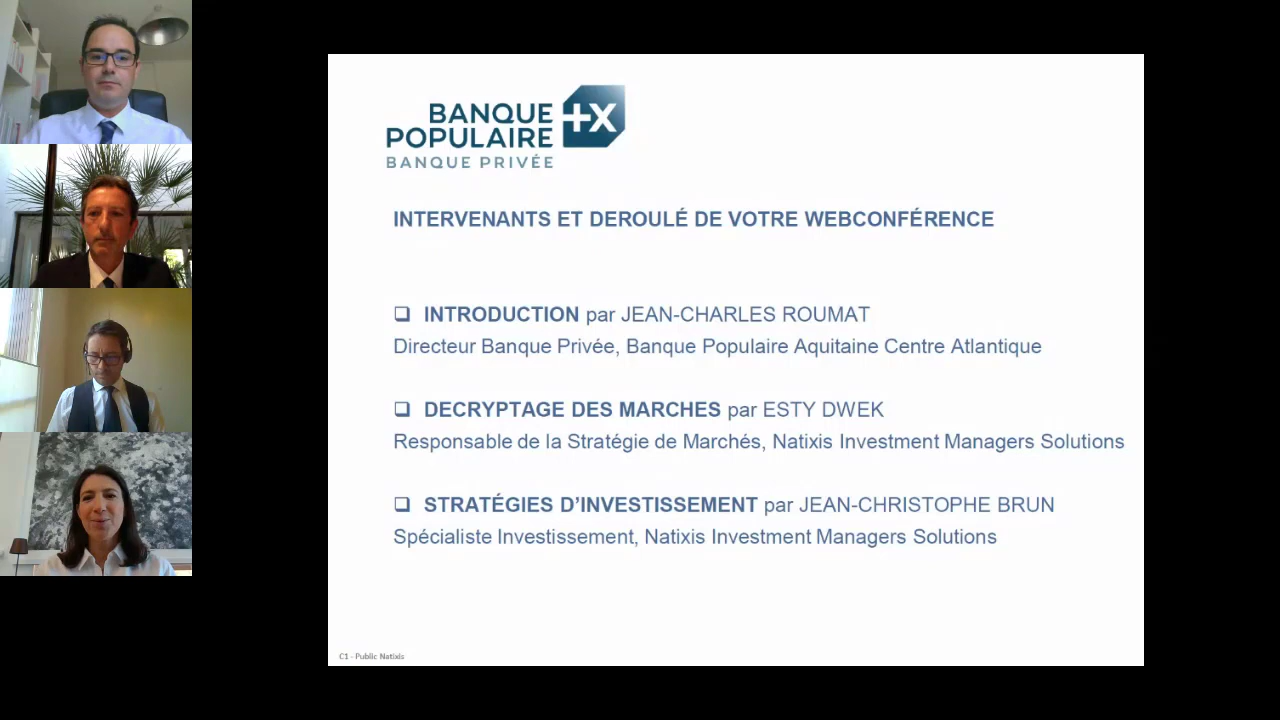 BANQUE
POPULAIRE
+X
BANQUE PRIVÉE
INTERVENANTS ET DEROULÉ DE VOTRE WEBCONFÉRENCE
❑ INTRODUCTION par JEAN-CHARLES ROUMAT
Directeur Banque Privée, Banque Populaire Aquitaine Centre Atlantique
❑ DECRYPTAGE DES MARCHES par ESTY DWEK
Responsable de la Stratégie de Marchés, Natixis Investment Managers Solutions
❑ STRATÉGIES D'INVESTISSEMENT par JEAN-CHRISTOPHE BRUN
Spécialiste Investissement, Natixis Investment Managers Solutions
C1 - Public Natixis